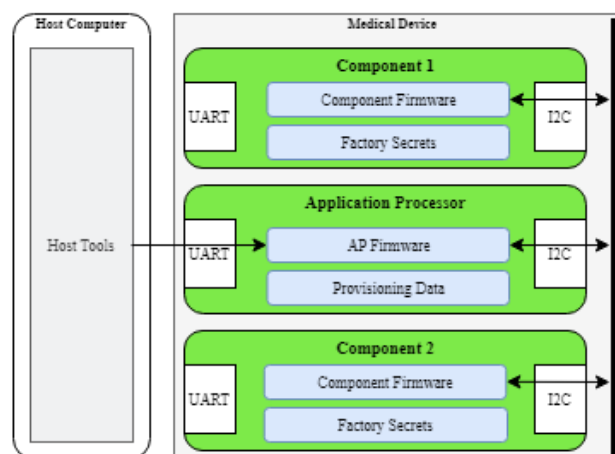 Host Computer
Medical Device
Component 1
UART
Component Firmware
I2C
Factory Secrets
Application Processor
Host Tools
UART
AP Firmware
I2C
Provisioning Data
Component 2
UART
Component Firmware
I2C
Factory Secrets